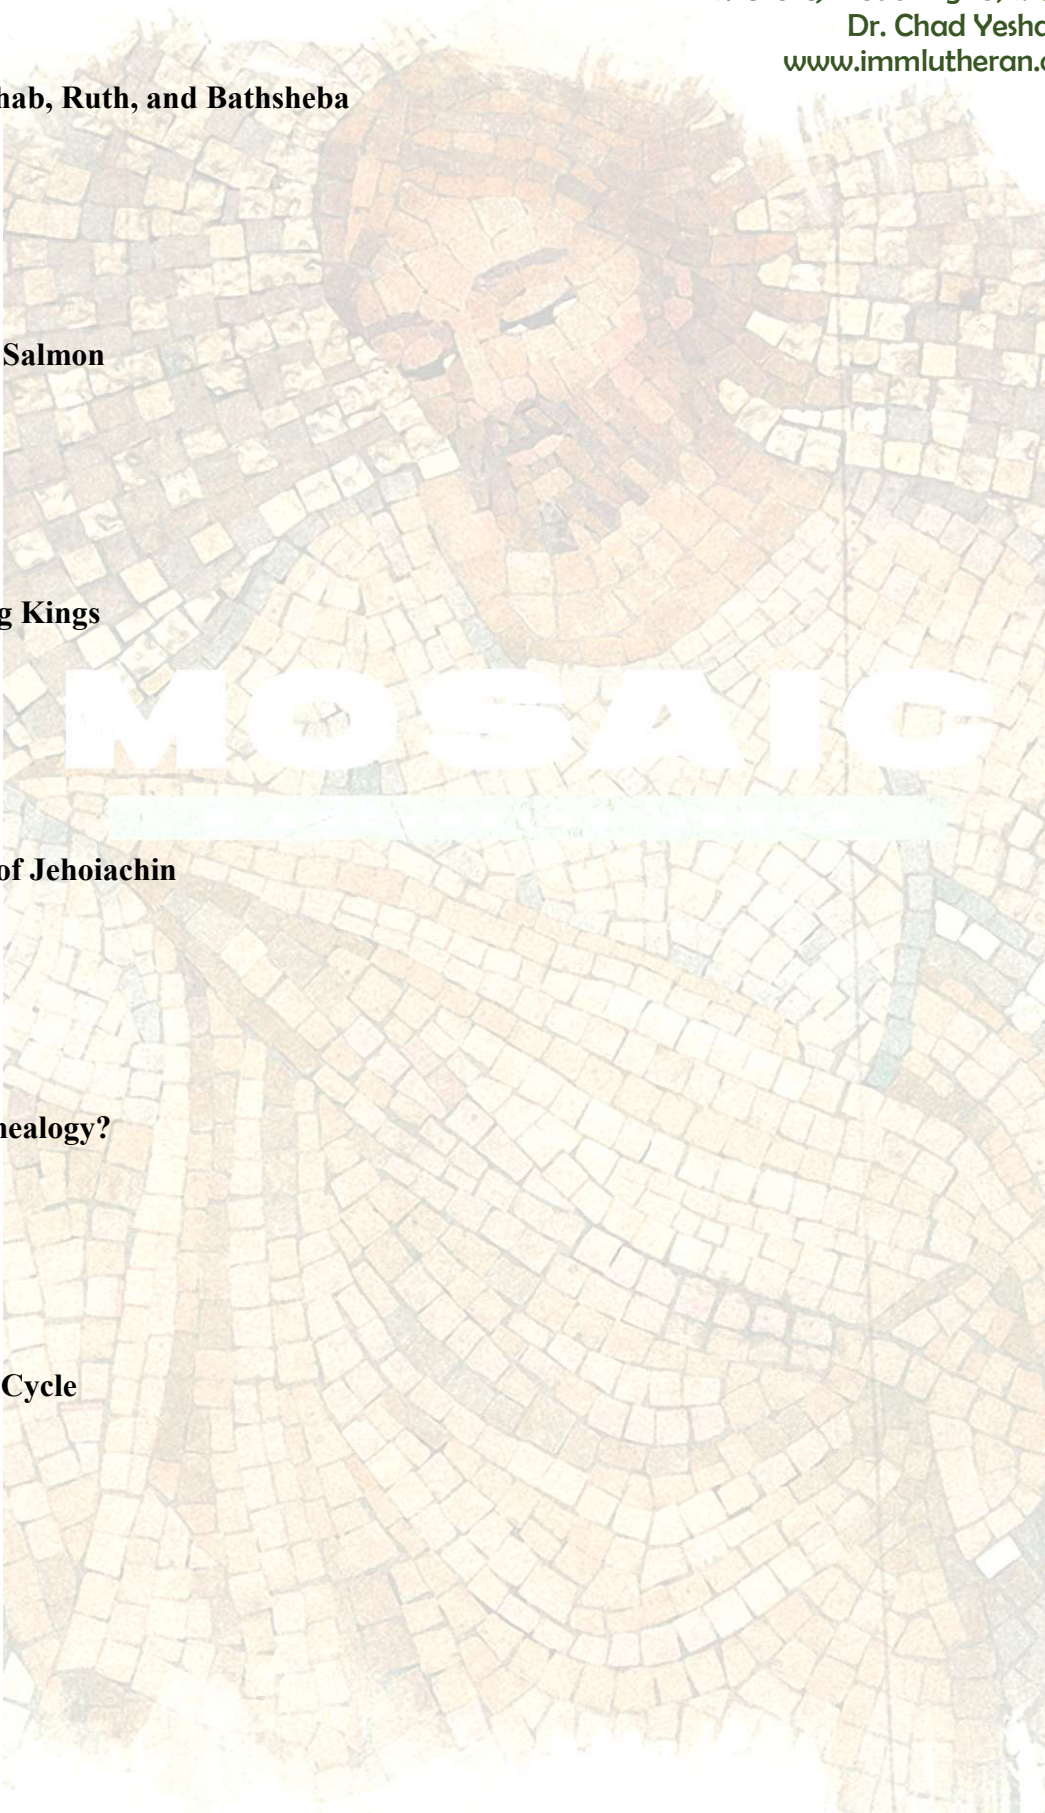 Dr. Chad Yesha
www.immlutheran.o
hab, Ruth, and Bathsheba
Salmon
g Kings
MOSAIC
of Jehoiachin
nealogy?
Cycle